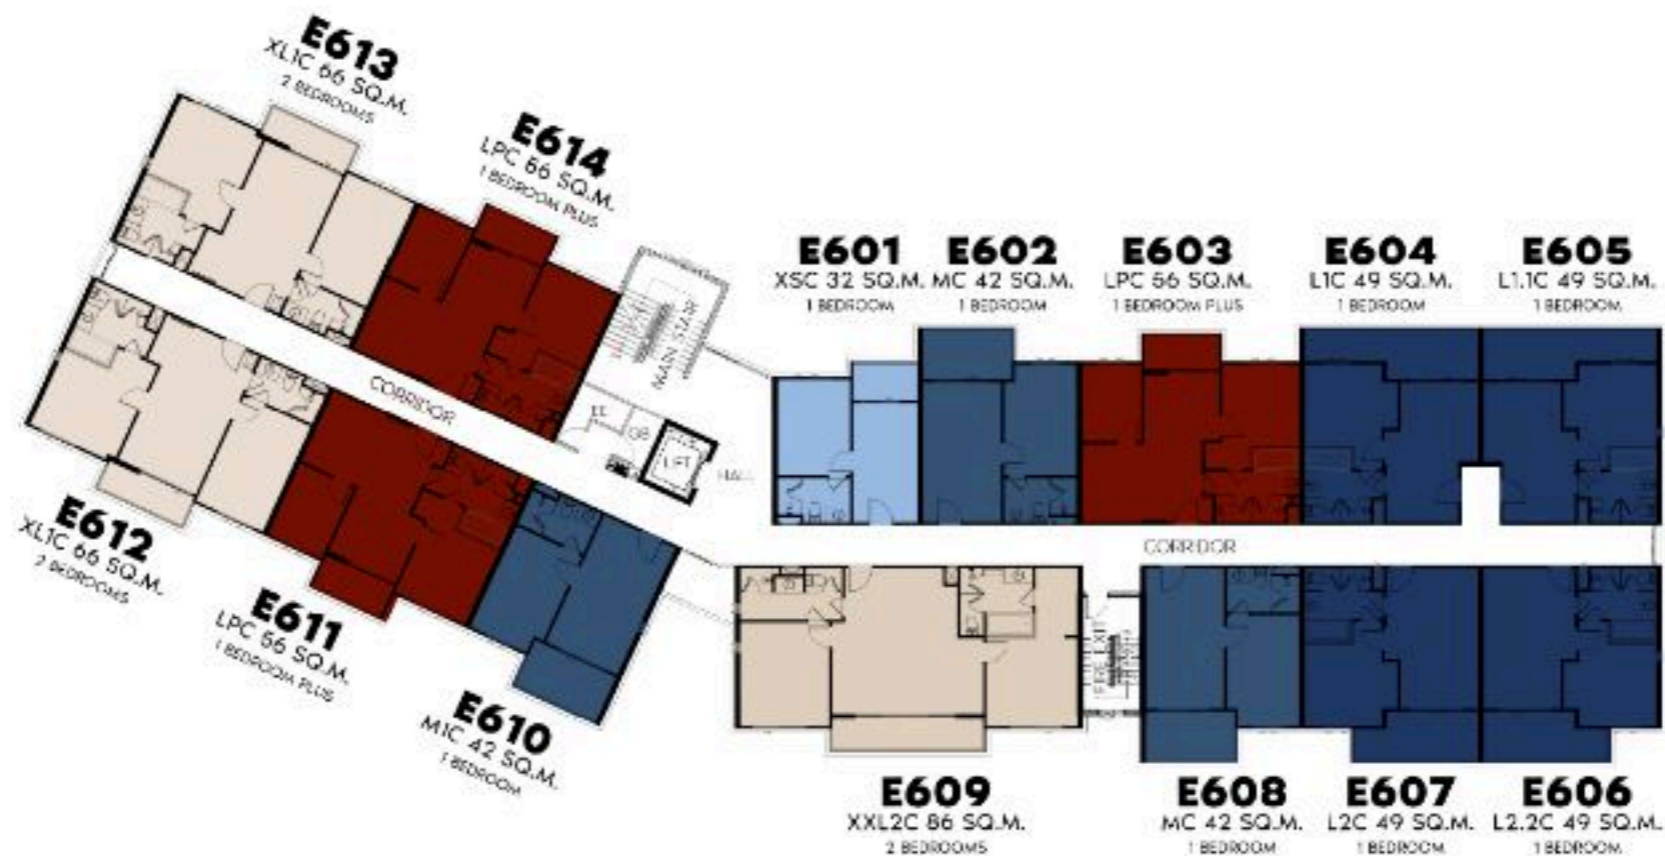 E613
XL1C 66 SQ.M.
2 BEDROOMS
E614
LPC 56 SQ.M.
1 BEDROOM PLUS
E601
XSC 32 SQ.M.
1 BEDROOM
E602
MC 42 SQ.M.
1 BEDROOM
E603
LPC 56 SQ.M.
1 BEDROOM PLUS
E604
L1C 49 SQ.M.
1 BEDROOM
E605
L1.1C 49 SQ.M.
1 BEDROOM
MAIN STAIR
CORRIDOR
EE
GB
LIFT
HALL
CORRIDOR
FIRE EXIT
E612
XL1C 66 SQ.M.
2 BEDROOMS
E611
LPC 56 SQ.M.
1 BEDROOM PLUS
E610
M1C 42 SQ.M.
1 BEDROOM
E609
XXL2C 86 SQ.M.
2 BEDROOMS
E608
MC 42 SQ.M.
1 BEDROOM
E607
L2C 49 SQ.M.
1 BEDROOM
E606
L2.2C 49 SQ.M.
1 BEDROOM